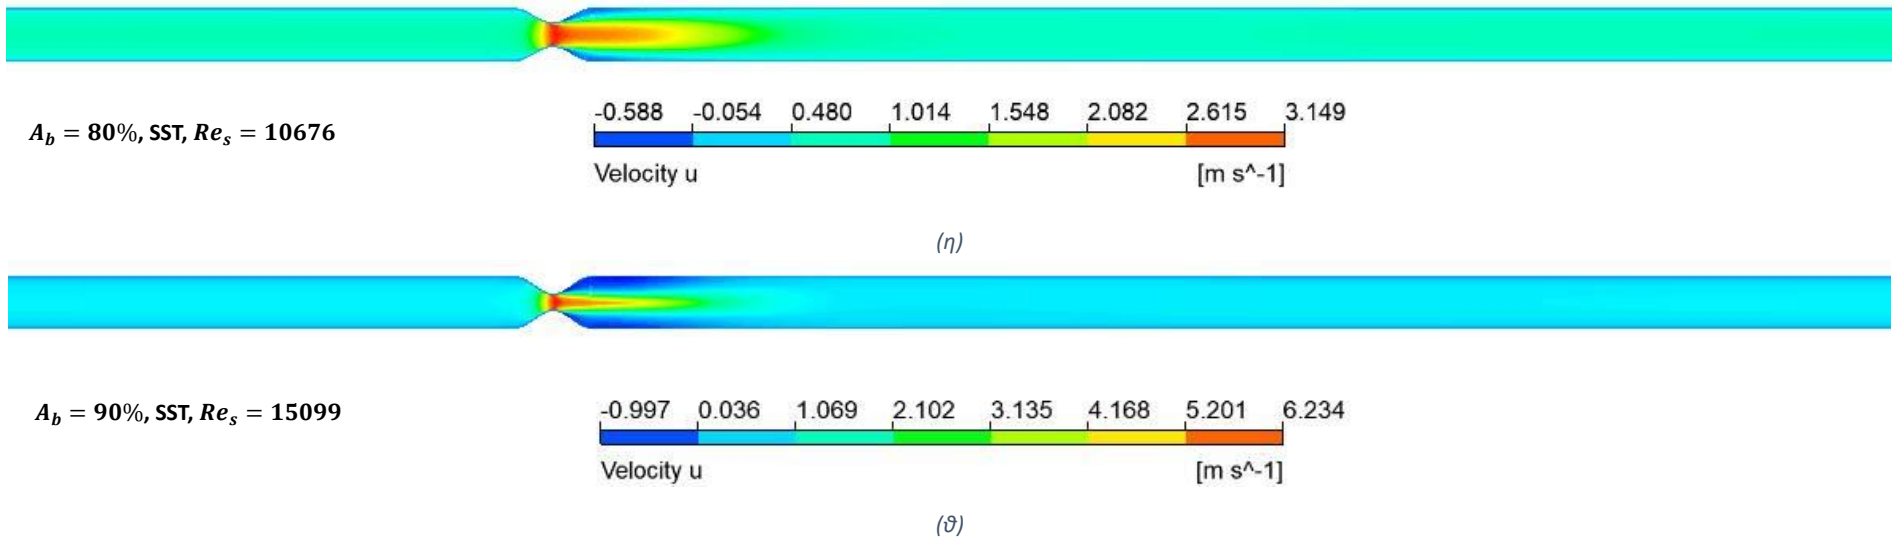 -0.588 -0.054 0.480 1.014 1.548 2.082 2.615 3.149
A_b = 80%, SST, Re_s = 10676
Velocity u [m s^-1]
(η)
-0.997 0.036 1.069 2.102 3.135 4.168 5.201 6.234
A_b = 90%, SST, Re_s = 15099
Velocity u [m s^-1]
(ϑ)